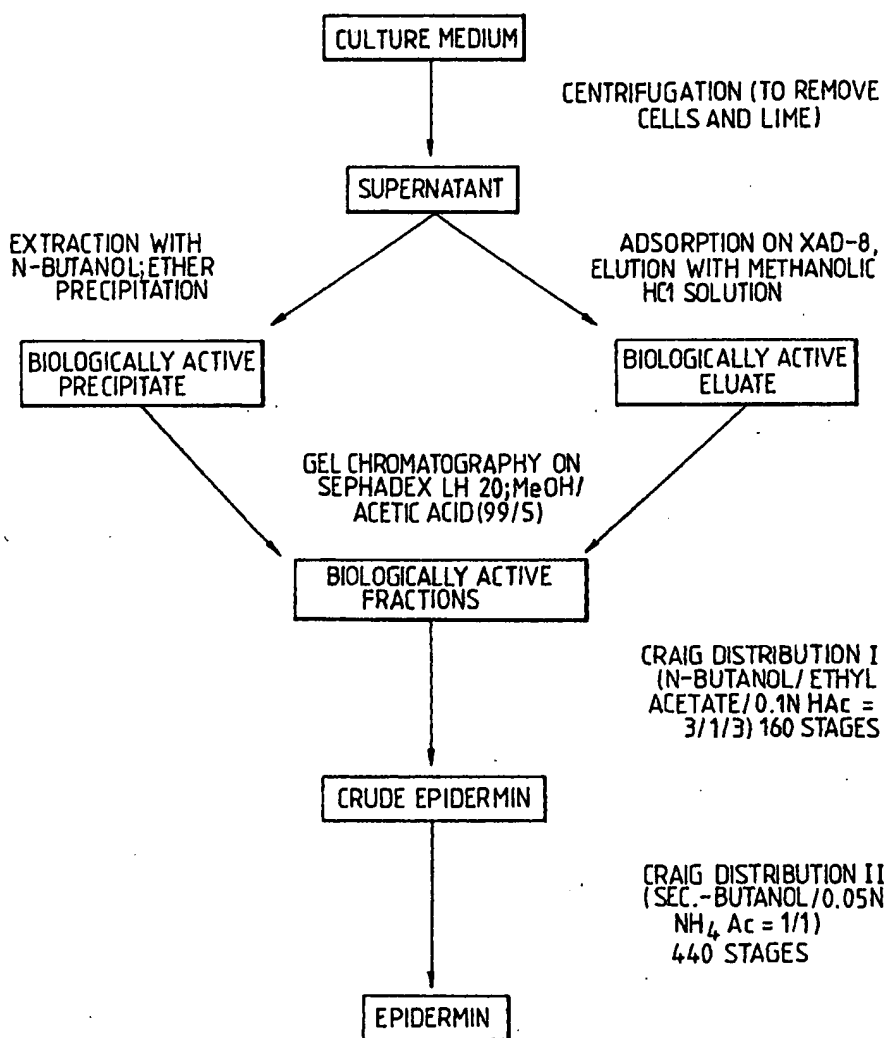 CULTURE MEDIUM
CENTRIFUGATION (TO REMOVE
CELLS AND LIME)
SUPERNATANT
EXTRACTION WITH
N-BUTANOL;ETHER
PRECIPITATION
ADSORPTION ON XAD-8,
ELUTION WITH METHANOLIC
HCl SOLUTION
BIOLOGICALLY ACTIVE
PRECIPITATE
BIOLOGICALLY ACTIVE
ELUATE
GEL CHROMATOGRAPHY ON
SEPHADEX LH 20;MeOH/
ACETIC ACID(99/5)
BIOLOGICALLY ACTIVE
FRACTIONS
CRAIG DISTRIBUTION I
(N-BUTANOL/ETHYL
ACETATE/0.1N HAc =
3/1/3) 160 STAGES
CRUDE EPIDERMIN
CRAIG DISTRIBUTION II
(SEC.-BUTANOL/0.05N
NH₄ Ac = 1/1)
440 STAGES
EPIDERMIN